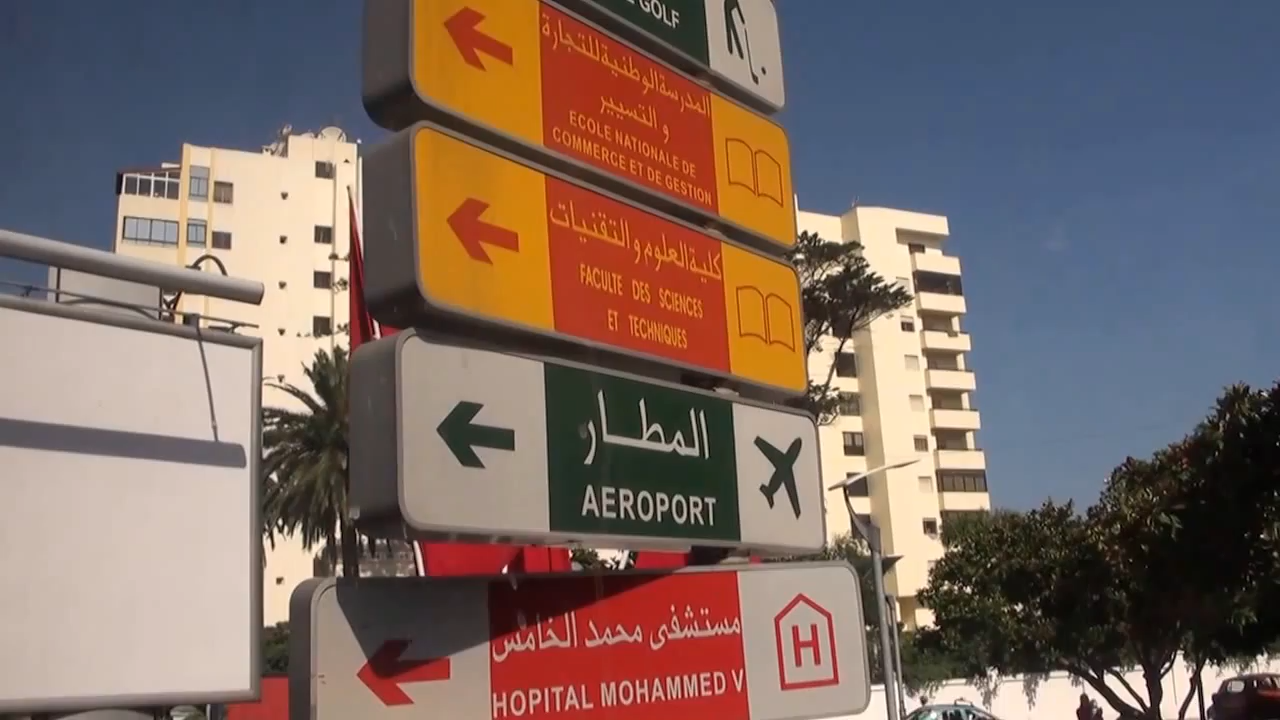 GOLF
المدرسة الوطنية للتجارة
و التسيير
ECOLE NATIONALE DE
COMMERCE ET DE GESTION
كلية العلوم و التقنيات
FACULTE DES SCIENCES
ET TECHNIQUES
المطار
AEROPORT
مستشفى محمد الخامس
HOPITAL MOHAMMED V
H